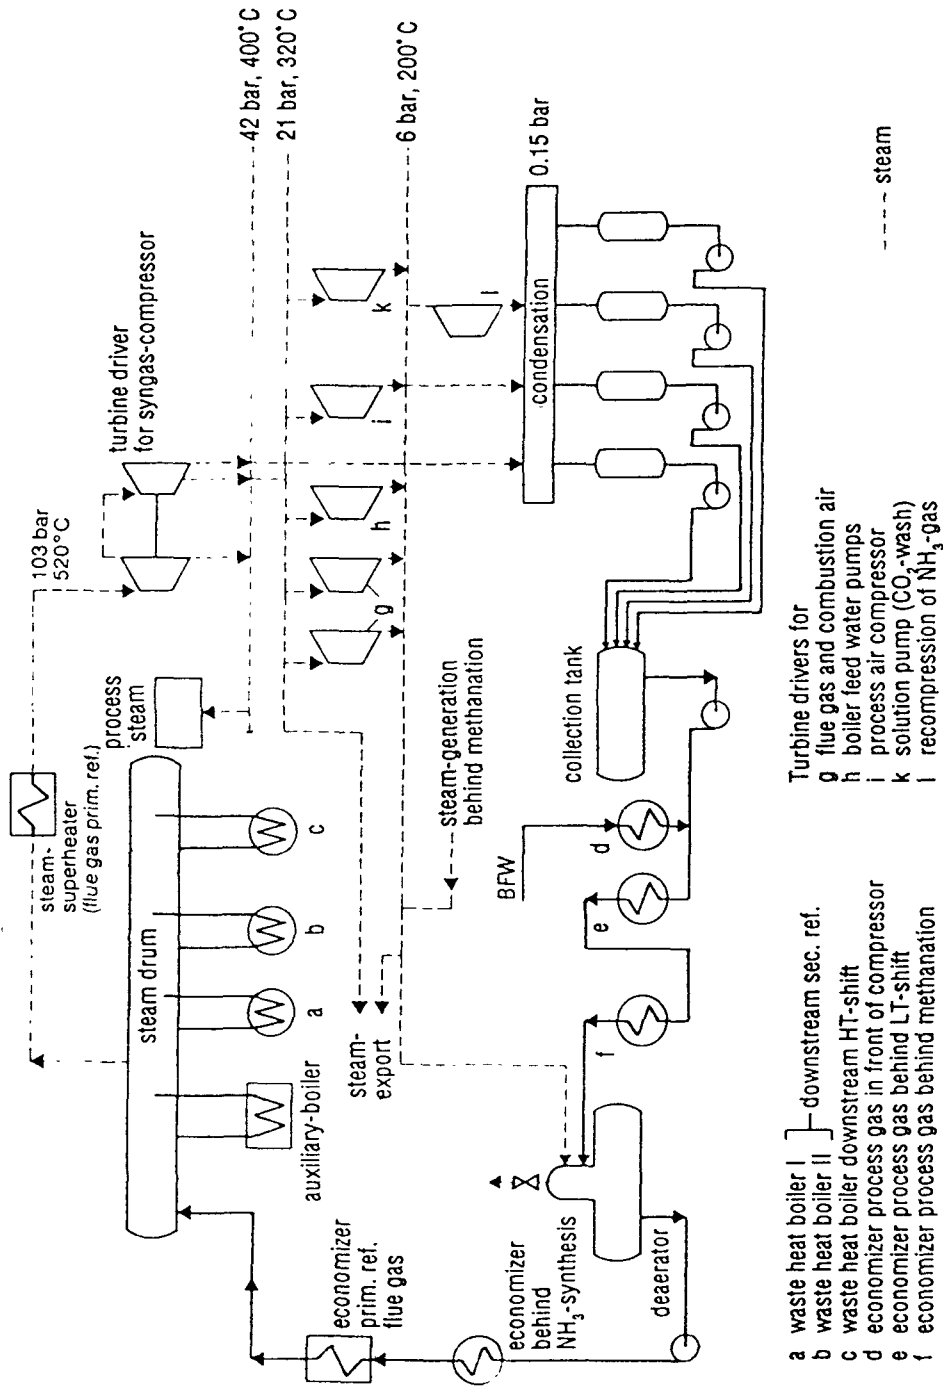 steam-
superheater
(flue gas prim. ref.)
103 bar
520°C
turbine driver
for syngas-compressor
42 bar, 400°C
21 bar, 320°C
6 bar, 200°C
steam drum
process
steam
auxiliary-boiler
a
b
c
g
h
i
k
l
steam-
export
steam-generation
behind methanation
condensation
0.15 bar
economizer
prim. ref.
flue gas
economizer
behind
NH₃-synthesis
deaerator
BFW
d
e
f
collection tank
---- steam
a waste heat boiler I
b waste heat boiler II
downstream sec. ref.
c waste heat boiler downstream HT-shift
d economizer process gas in front of compressor
e economizer process gas behind LT-shift
f economizer process gas behind methanation
Turbine drivers for
g flue gas and combustion air
h boiler feed water pumps
i process air compressor
k solution pump (CO₂-wash)
l recompression of NH₃-gas